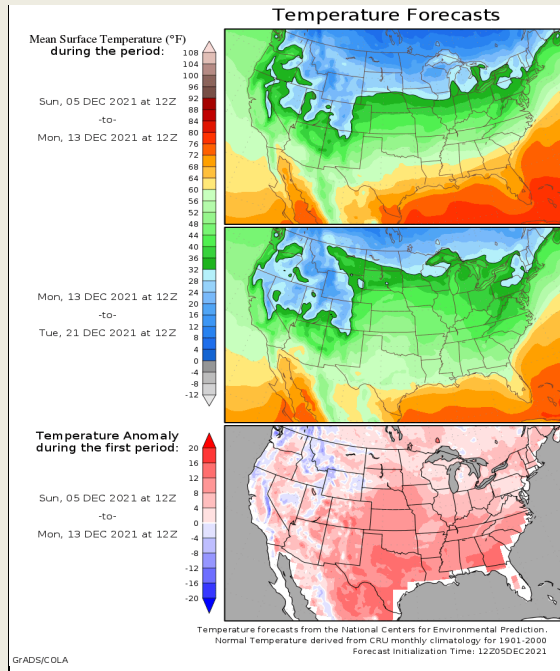 Temperature Forecasts
Mean Surface Temperature (°F)
during the period:
108
104
100
96
92
88
84
80
76
72
68
64
60
56
52
48
44
40
36
32
28
24
20
16
12
8
4
0
-4
-8
-12
Sun, 05 DEC 2021 at 12Z
-to-
Mon, 13 DEC 2021 at 12Z
Mon, 13 DEC 2021 at 12Z
-to-
Tue, 21 DEC 2021 at 12Z
Temperature Anomaly
during the first period:
20
16
12
8
4
0
-4
-8
-12
-16
-20
Sun, 05 DEC 2021 at 12Z
-to-
Mon, 13 DEC 2021 at 12Z
Temperature forecasts from the National Centers for Environmental Prediction.
Normal Temperature derived from CRU monthly climatology for 1901-2000
Forecast Initialization Time: 12Z05DEC2021
GrADS/COLA